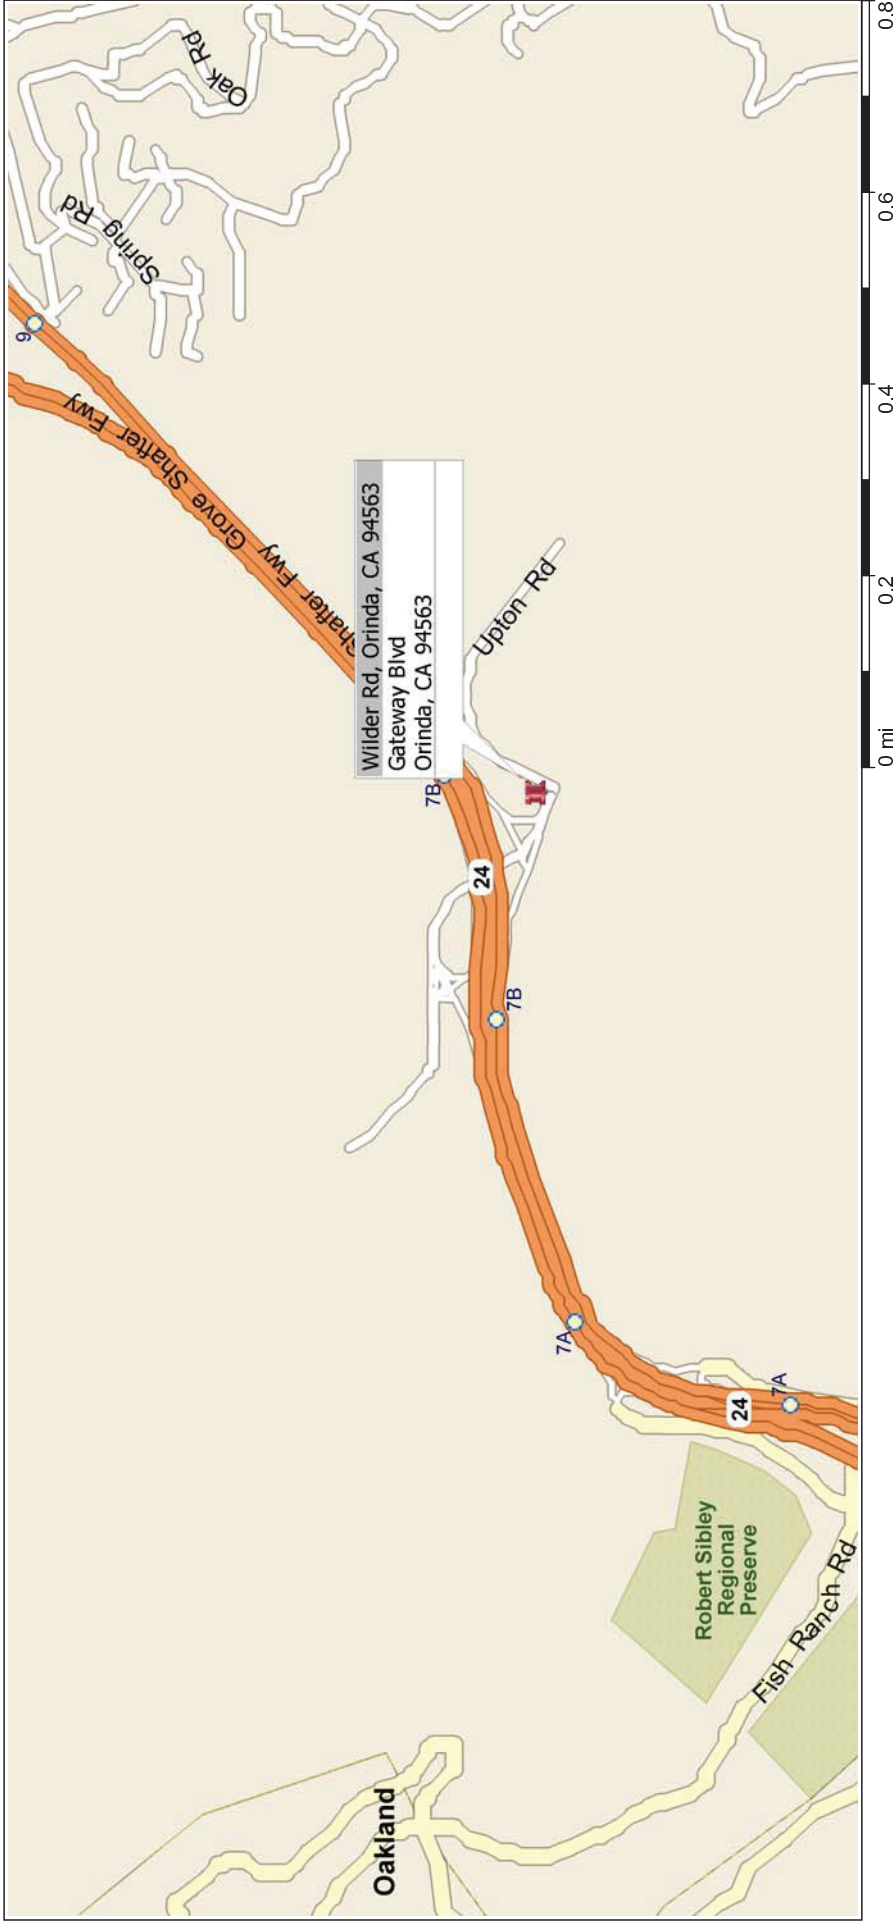 Oakland
Fish Ranch Rd
Robert Sibley
Regional
Preserve
24
7A
7A
7B
24
7B
Wilder Rd, Orinda, CA 94563
Gateway Blvd
Orinda, CA 94563
Upton Rd
Shafter Fwy
Grove Shafter Fwy
9
Spring Rd
Oak Rd
0 mi
0.2
0.4
0.6
0.8